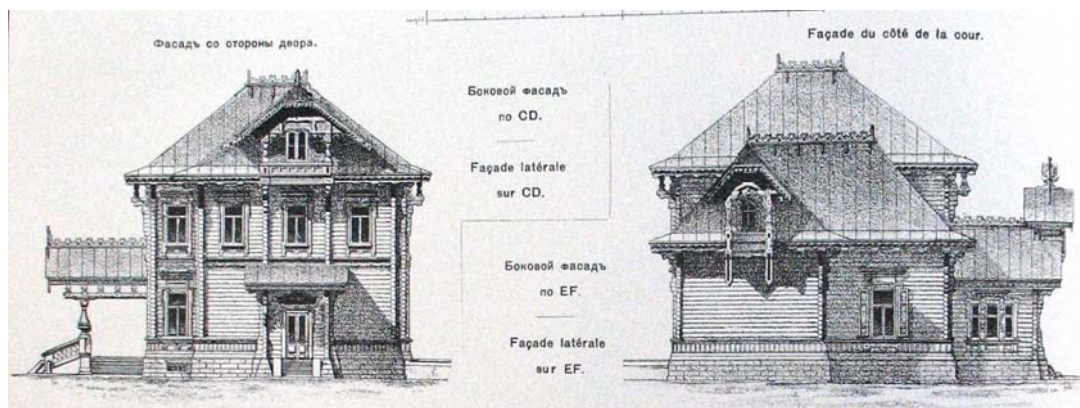 Фасадъ со стороны двора.
Façade du côté de la cour.
Боковой фасадъ
по CD.
Façade latérale
sur CD.
Боковой фасадъ
по EF.
Façade latérale
sur EF.